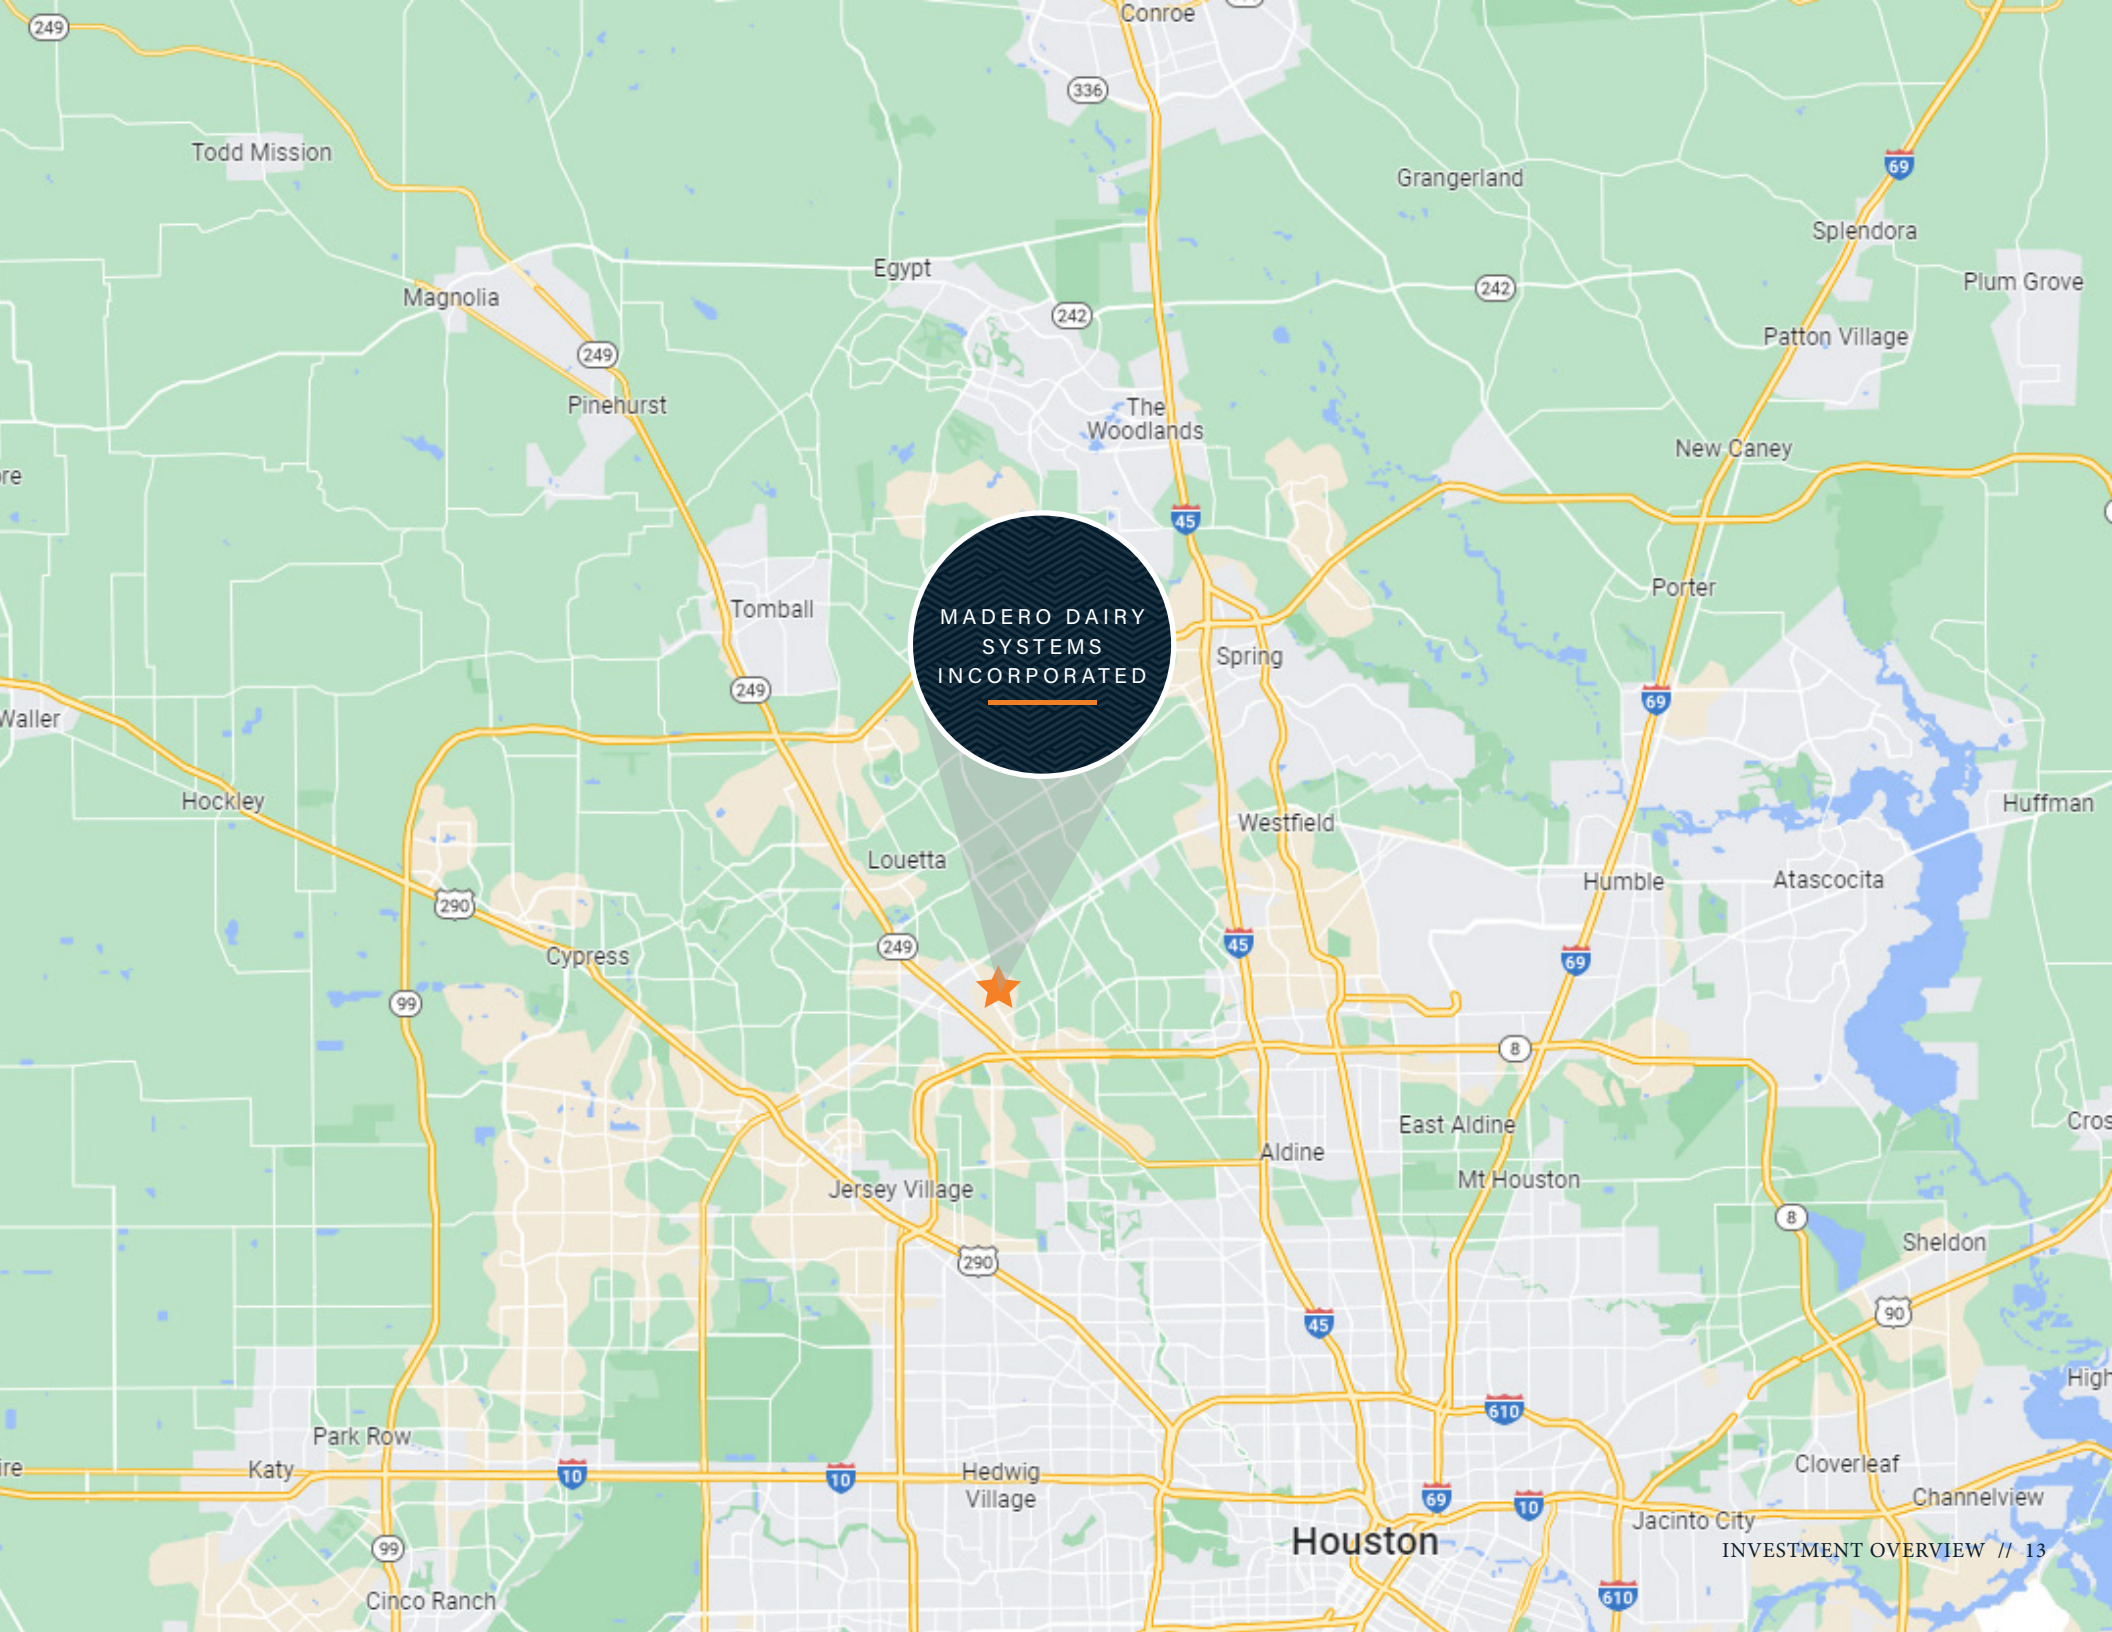 Conroe
249
336
Todd Mission
69
Grangerland
Splendora
Egypt
Plum Grove
242
Magnolia
242
Patton Village
249
Pinehurst
The
Woodlands
New Caney
45
Porter
Tomball
MADERO DAIRY
SYSTEMS
INCORPORATED
Spring
249
69
Waller
Hockley
Huffman
Westfield
Louetta
Humble
Atascocita
290
45
249
Cypress
69
99
8
East Aldine
Aldine
Mt Houston
Jersey Village
8
Sheldon
290
90
45
610
Park Row
Katy
10
10
Hedwig
Village
Cloverleaf
69
10
Channelview
Jacinto City
Houston
99
INVESTMENT OVERVIEW // 13
610
Cinco Ranch